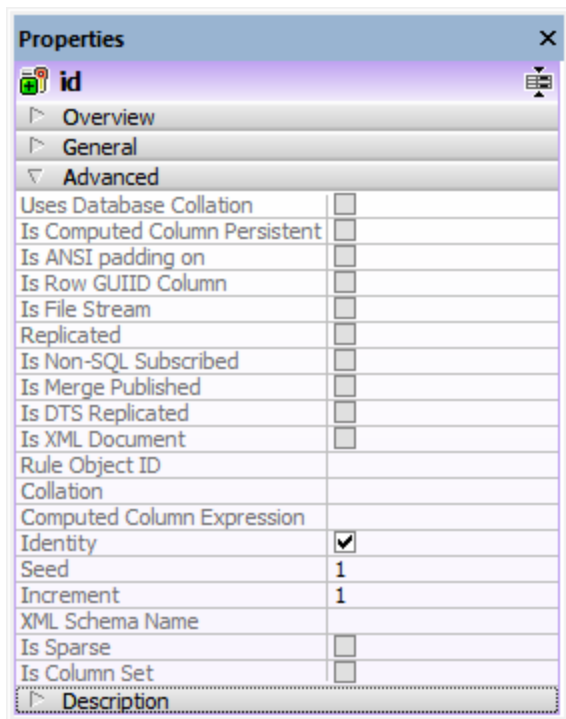 Properties
id
Overview
General
Advanced
Uses Database Collation
Is Computed Column Persistent
Is ANSI padding on
Is Row GUIID Column
Is File Stream
Replicated
Is Non-SQL Subscribed
Is Merge Published
Is DTS Replicated
Is XML Document
Rule Object ID
Collation
Computed Column Expression
Identity
Seed 1
Increment 1
XML Schema Name
Is Sparse
Is Column Set
Description